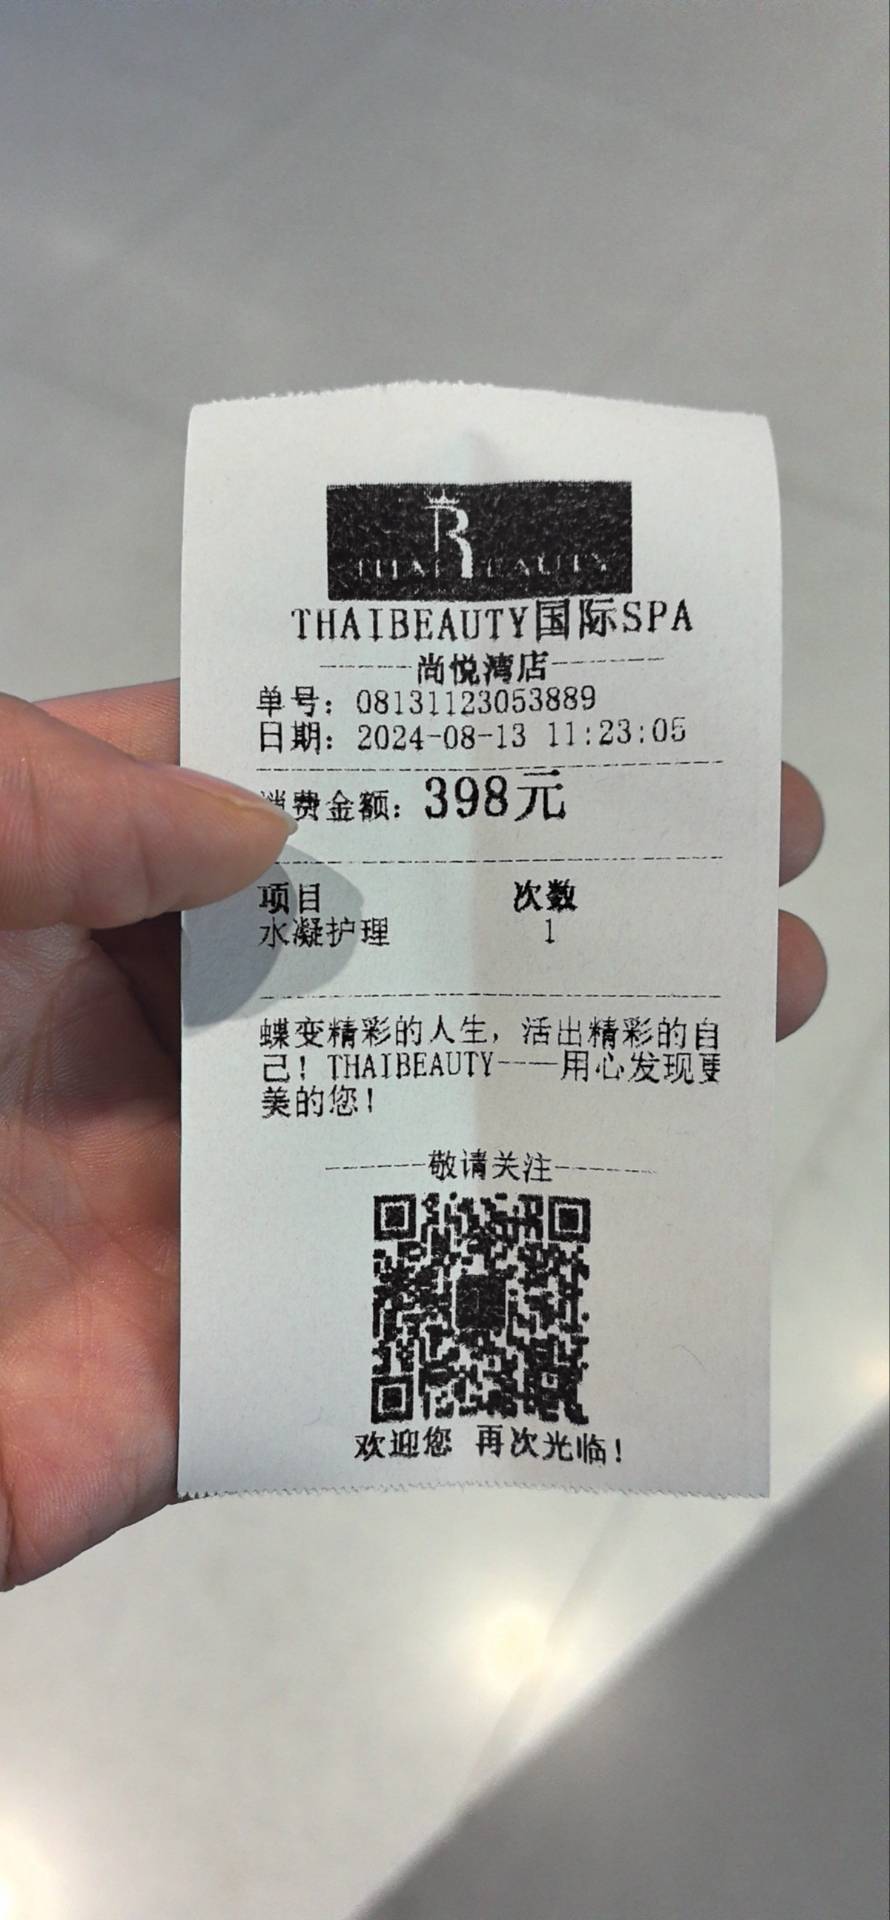 THAI BEAUTY
THAIBEAUTY国际SPA
尚悦湾店
单号：08131123053889
日期：2024-08-13 11:23:05
消费金额：398元
项目 次数
水凝护理 1
蝶变精彩的人生，活出精彩的自
己！THAIBEAUTY——用心发现更
美的您！
敬请关注
欢迎您 再次光临！